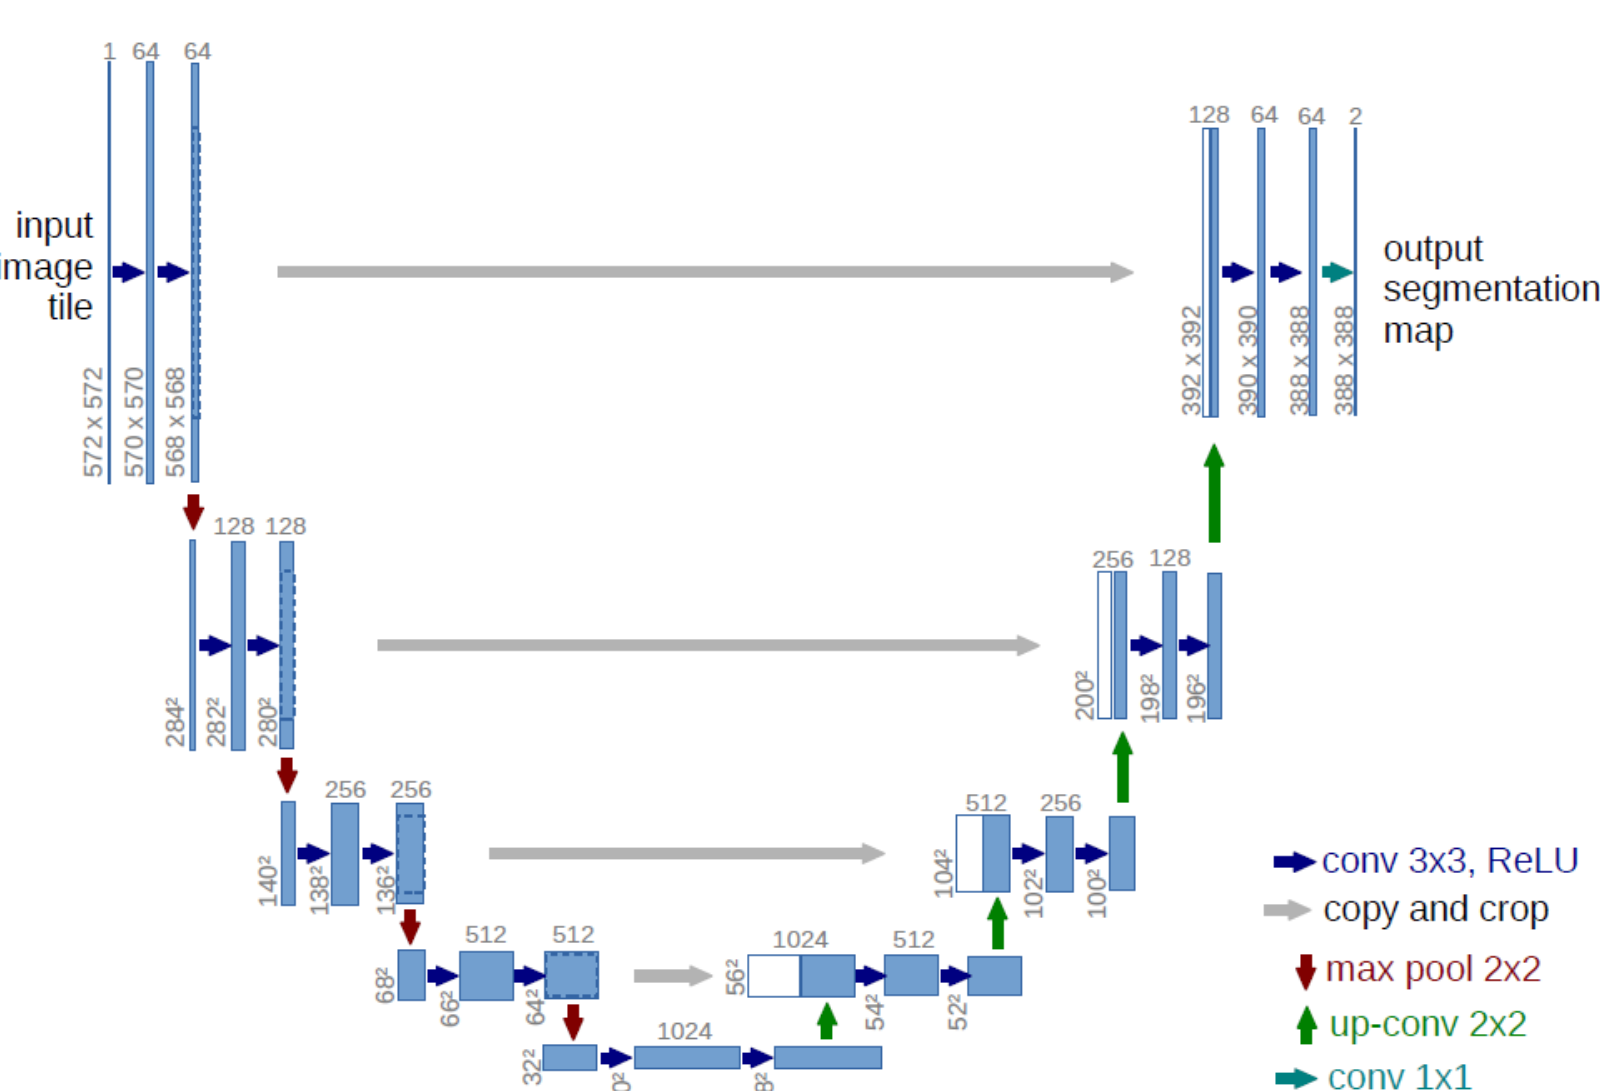 1 64 64
input
image
tile
572 x 572
570 x 570
568 x 568
128 64 64 2
output
segmentation
map
392 x 392
390 x 390
388 x 388
388 x 388
128 128
284²
282²
280²
256 128
200²
198²
196²
256 256
140²
138²
136²
512 256
104²
102²
100²
512 512
68²
66²
64²
1024 512
56²
54²
52²
1024
32²
conv 3x3, ReLU
copy and crop
max pool 2x2
up-conv 2x2
conv 1x1